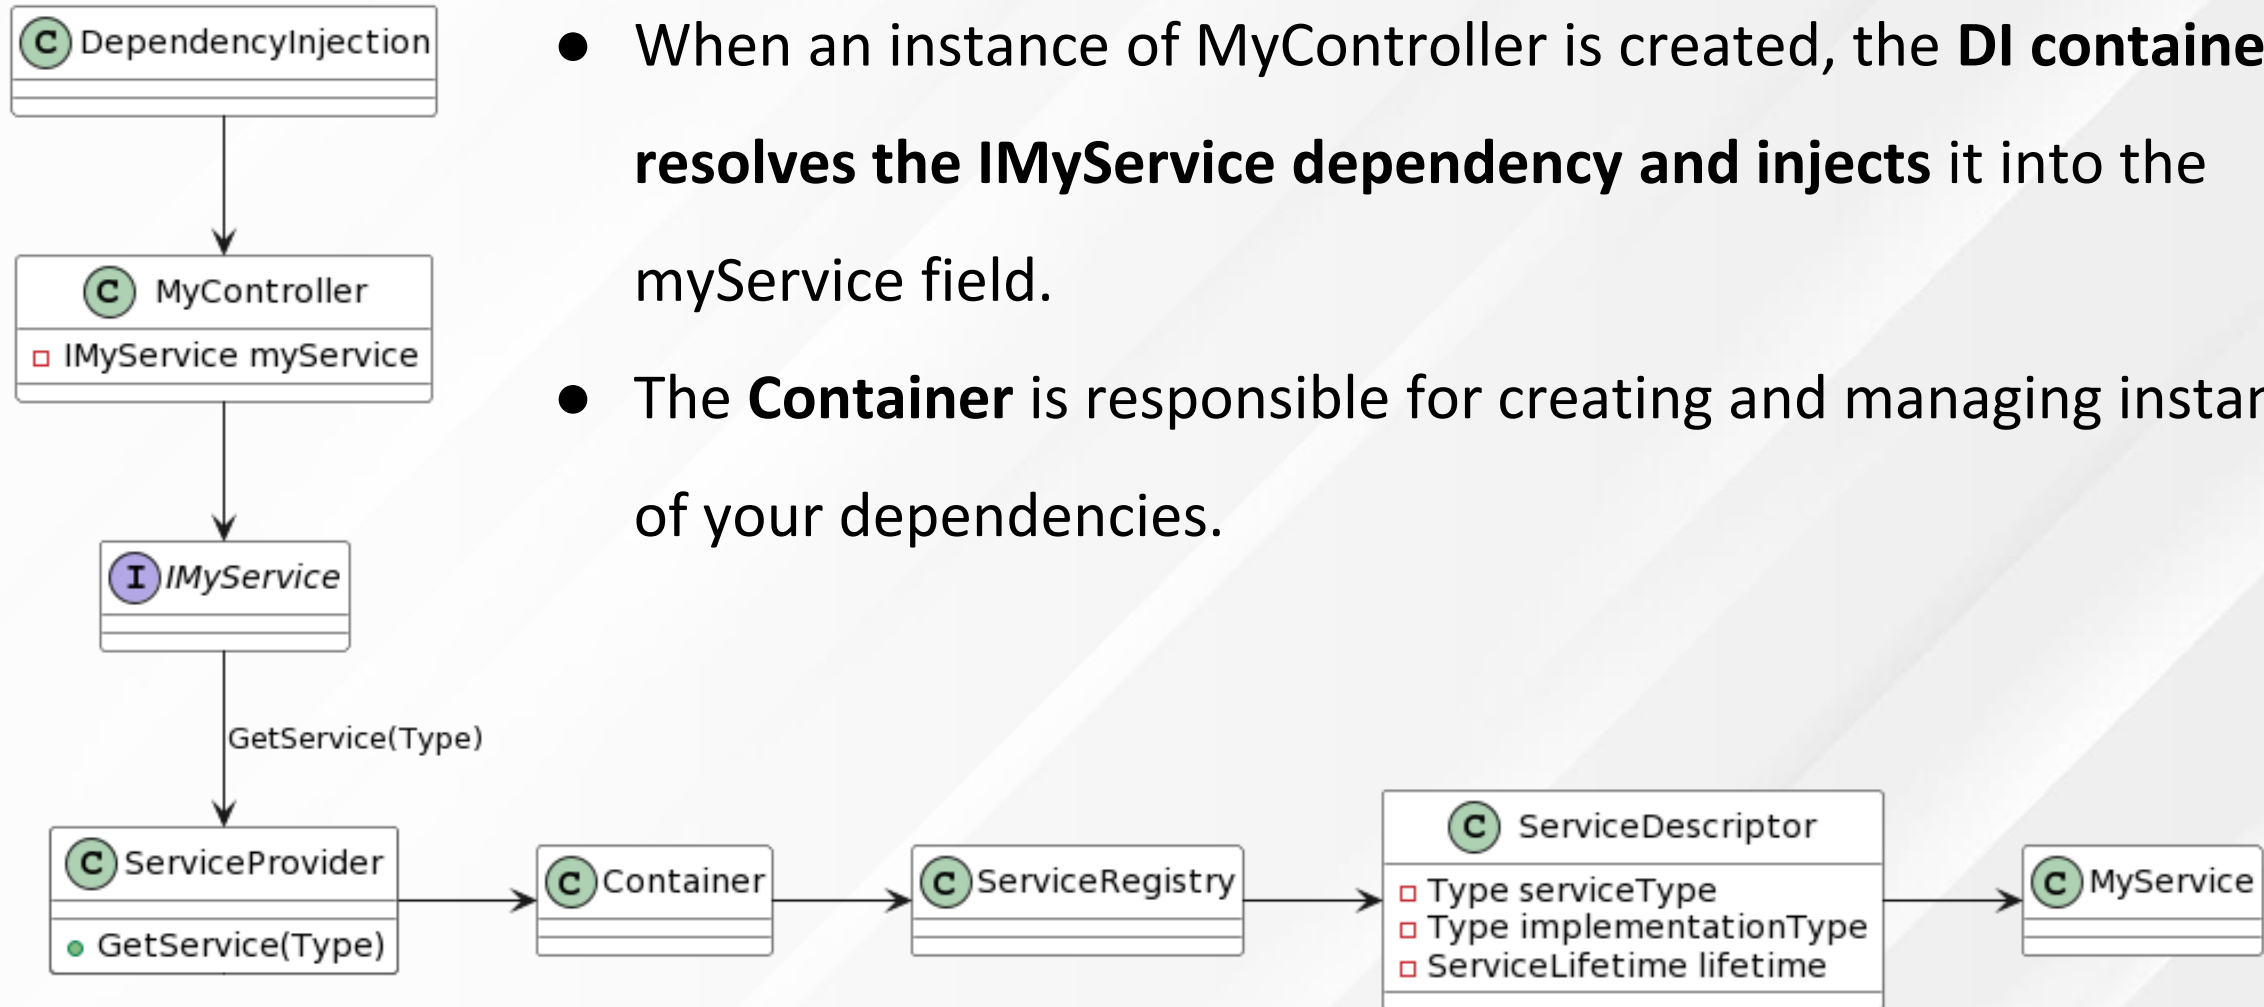 C DependencyInjection
C MyController
IMyService myService
I IMyService
GetService(Type)
C ServiceProvider
GetService(Type)
C Container
C ServiceRegistry
C ServiceDescriptor
Type serviceType
Type implementationType
ServiceLifetime lifetime
C MyService
● When an instance of MyController is created, the DI containe
resolves the IMyService dependency and injects it into the
myService field.
● The Container is responsible for creating and managing instan
of your dependencies.